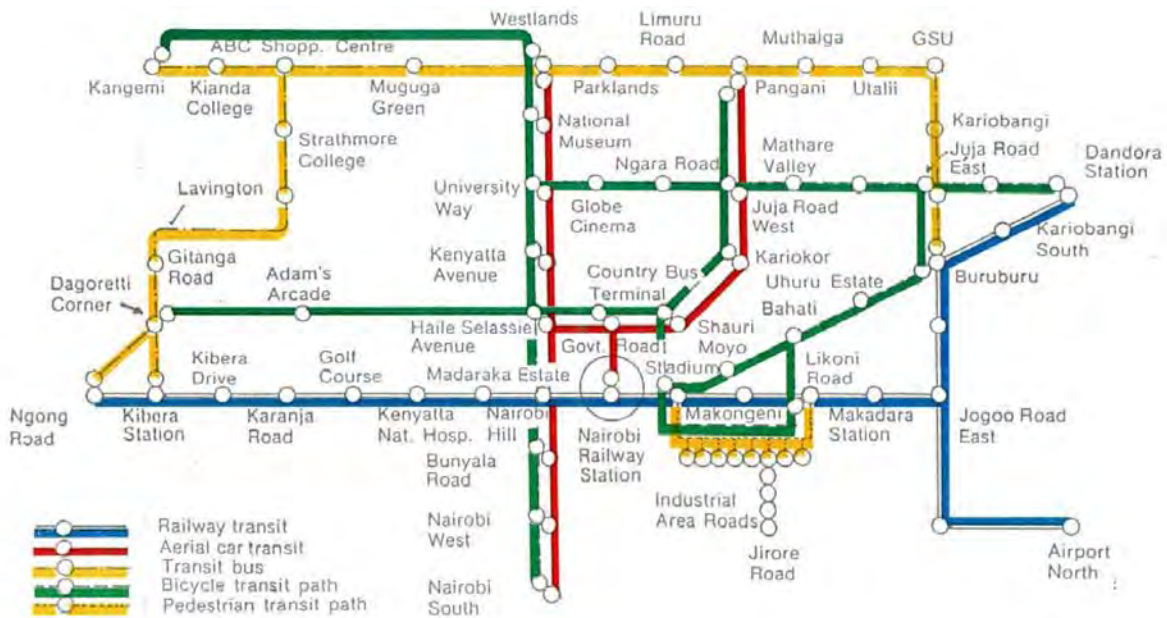 Westlands
Limuru
Road
Muthaiga
GSU
ABC Shopp. Centre
Kangemi
Kianda
College
Muguga
Green
Parklands
Pangani
Utalii
Strathmore
College
National
Museum
Kariobangi
Ngara Road
Mathare
Valley
Juja Road
East
Dandora
Station
Lavington
University
Way
Globe
Cinema
Juja Road
West
Kariobangi
South
Gitanga
Road
Kenyatta
Avenue
Country Bus
Terminal
Kariokor
Buruburu
Dagoretti
Corner
Adam's
Arcade
Uhuru Estate
Bahati
Haile Selassie
Avenue
Govt. Road
Shauri
Moyo
Kibera
Drive
Golf
Course
Madaraka Estate
Stadium
Likoni
Road
Ngong
Road
Kibera
Station
Karanja
Road
Kenyatta
Nat. Hosp.
Nairobi
Hill
Nairobi
Railway
Station
Makongeni
Makadara
Station
Jogoo Road
East
Bunyala
Road
Industrial
Area Roads
Nairobi
West
Jirore
Road
Airport
North
Nairobi
South
Railway transit
Aerial car transit
Transit bus
Bicycle transit path
Pedestrian transit path